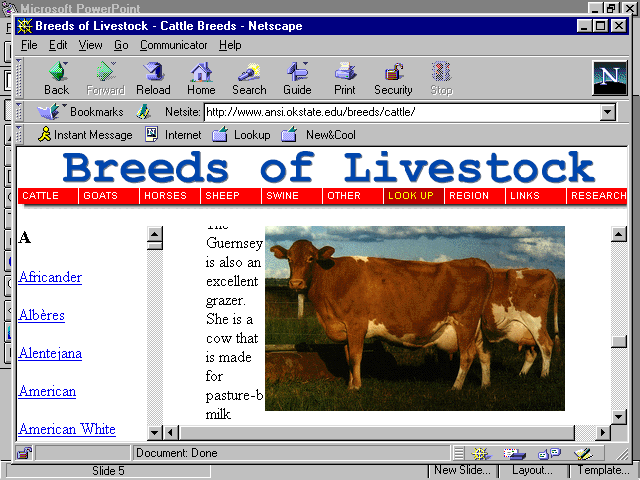 Microsoft PowerPoint
Breeds of Livestock - Cattle Breeds - Netscape
File Edit View Go Communicator Help
Back Forward Reload Home Search Guide Print Security Stop
N
Bookmarks Netsite: http://www.ansi.okstate.edu/breeds/cattle/
Instant Message Internet Lookup New&Cool
Breeds of Livestock
CATTLE GOATS HORSES SHEEP SWINE OTHER LOOK UP REGION LINKS RESEARCH
A
Africander
Albères
Alentejana
American
American White
The
Guernsey
is also an
excellent
grazer.
She is a
cow that
is made
for
pasture-b
milk
Document: Done
Slide 5 New Slide... Layout... Template...